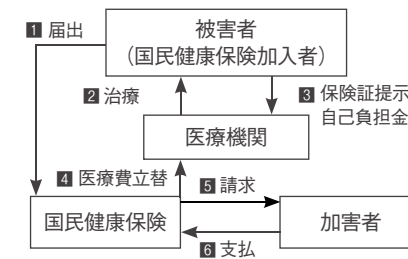 1 届出
被害者
（国民健康保険加入者）
2 治療
3 保険証提示
自己負担金
医療機関
4 医療費立替
5 請求
国民健康保険
加害者
6 支払